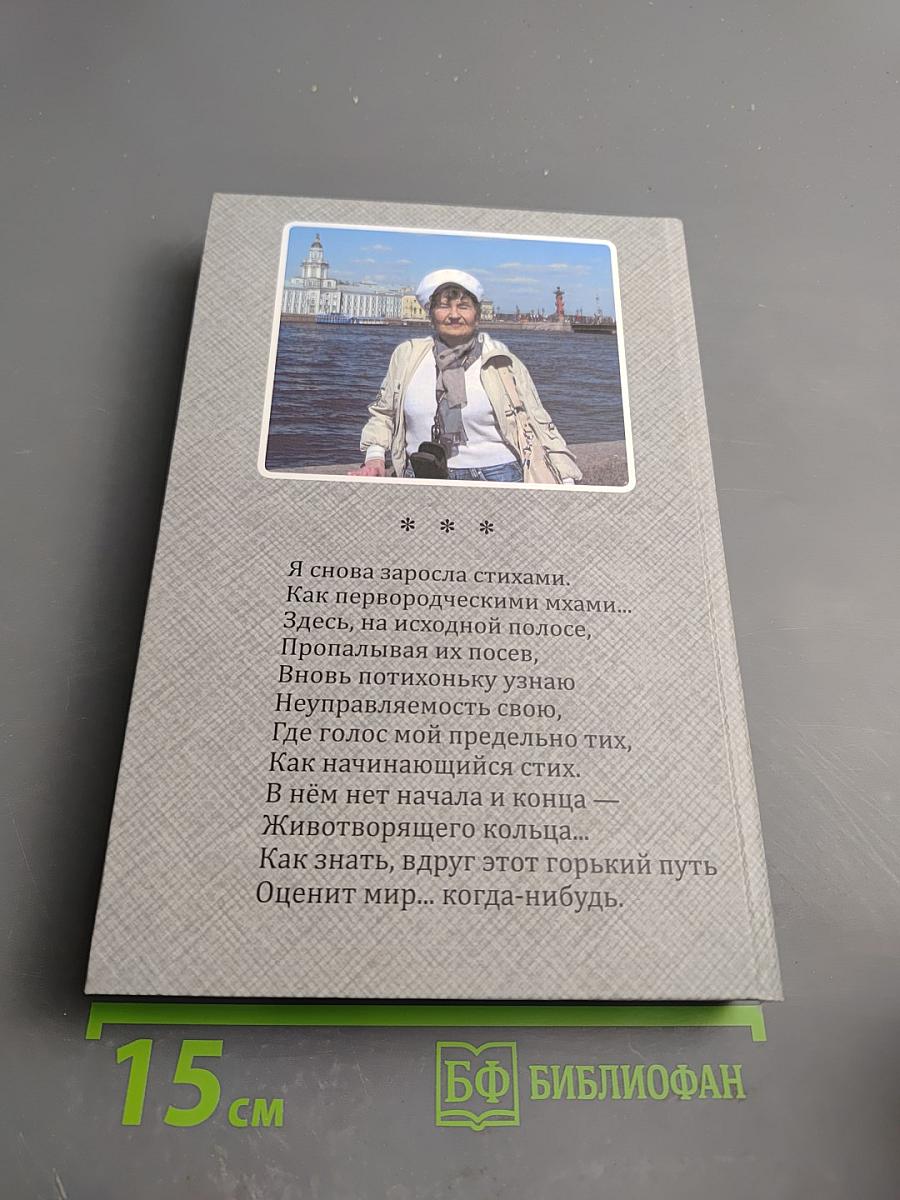 * * *
Я снова заросла стихами.
Как первородческими мхами...
Здесь, на исходной полосе,
Пропалывая их посев,
Вновь потихоньку узнаю
Неуправляемость свою,
Где голос мой предельно тих,
Как начинающийся стих.
В нём нет начала и конца —
Животворящего кольца...
Как знать, вдруг этот горький путь
Оценит мир... когда-нибудь.
15 см
БФ БИБЛИОФАН